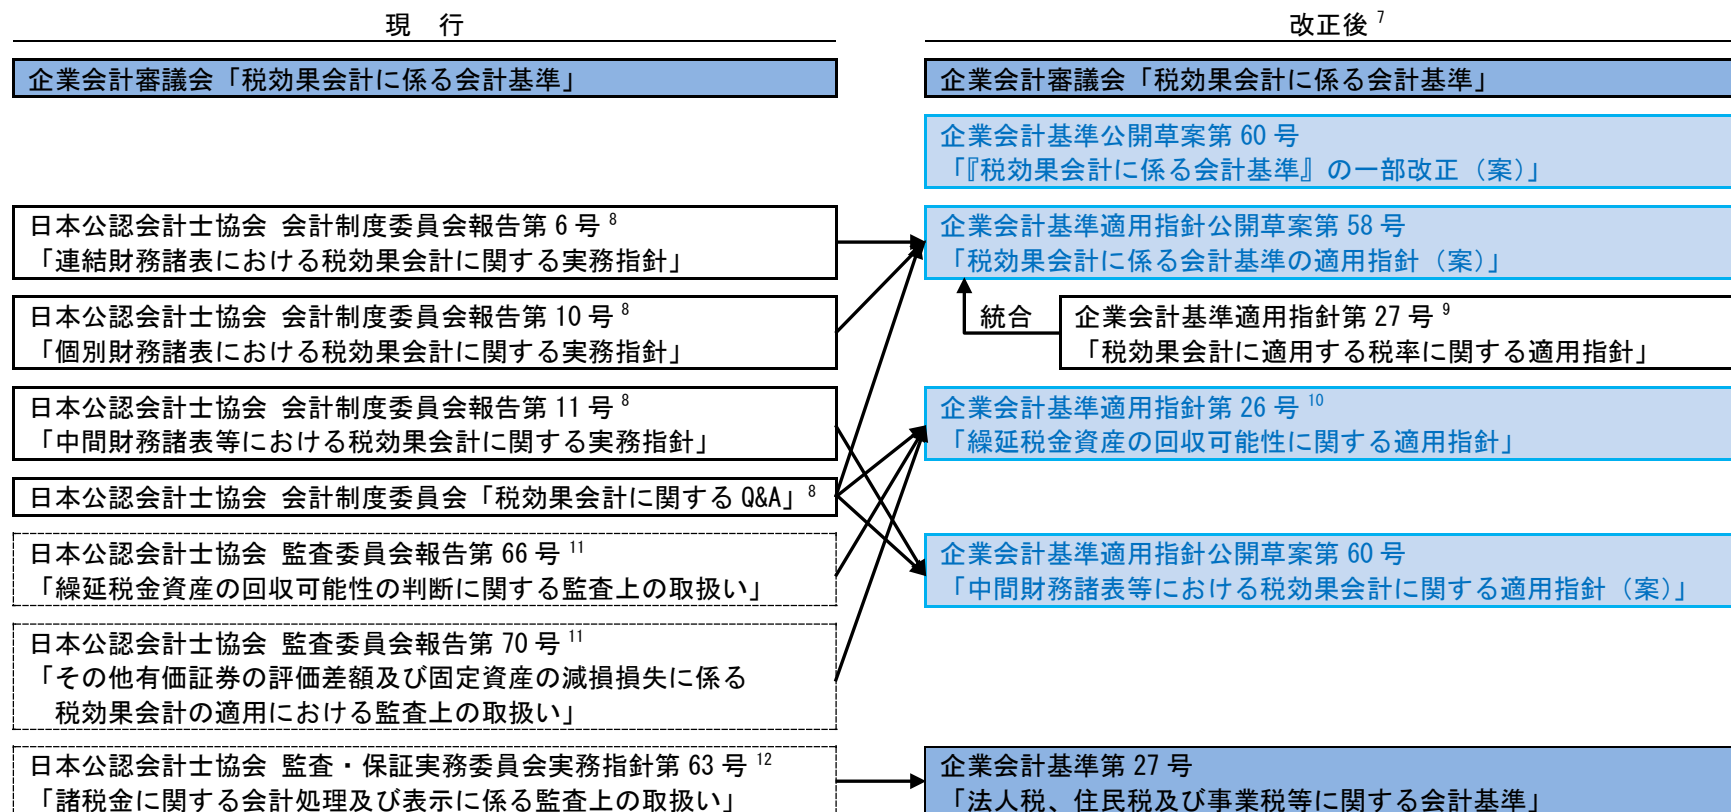 現　行
企業会計審議会「税効果会計に係る会計基準」
日本公認会計士協会 会計制度委員会報告第 6 号 8
「連結財務諸表における税効果会計に関する実務指針」
日本公認会計士協会 会計制度委員会報告第 10 号 8
「個別財務諸表における税効果会計に関する実務指針」
日本公認会計士協会 会計制度委員会報告第 11 号 8
「中間財務諸表等における税効果会計に関する実務指針」
日本公認会計士協会 会計制度委員会「税効果会計に関する Q&A」8
日本公認会計士協会 監査委員会報告第 66 号 11
「繰延税金資産の回収可能性の判断に関する監査上の取扱い」
日本公認会計士協会 監査委員会報告第 70 号 11
「その他有価証券の評価差額及び固定資産の減損損失に係る
税効果会計の適用における監査上の取扱い」
日本公認会計士協会 監査・保証実務委員会実務指針第 63 号 12
「諸税金に関する会計処理及び表示に係る監査上の取扱い」
改正後 7
企業会計審議会「税効果会計に係る会計基準」
企業会計基準公開草案第 60 号
「『税効果会計に係る会計基準』の一部改正（案）」
企業会計基準適用指針公開草案第 58 号
「税効果会計に係る会計基準の適用指針（案）」
統合
企業会計基準適用指針第 27 号 9
「税効果会計に適用する税率に関する適用指針」
企業会計基準適用指針第 26 号 10
「繰延税金資産の回収可能性に関する適用指針」
企業会計基準適用指針公開草案第 60 号
「中間財務諸表等における税効果会計に関する適用指針（案）」
企業会計基準第 27 号
「法人税、住民税及び事業税等に関する会計基準」